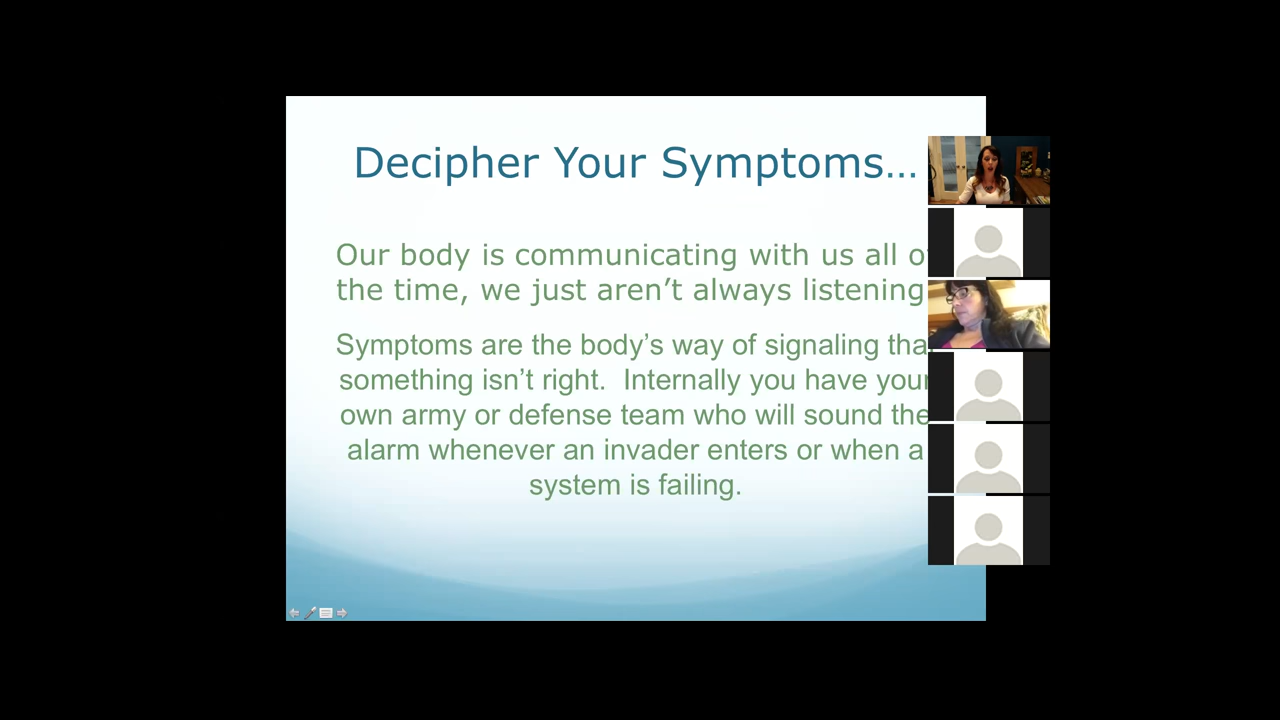 Decipher Your Symptoms…
Our body is communicating with us all of
the time, we just aren’t always listening
Symptoms are the body’s way of signaling that
something isn’t right.  Internally you have your
own army or defense team who will sound the
alarm whenever an invader enters or when a
system is failing.